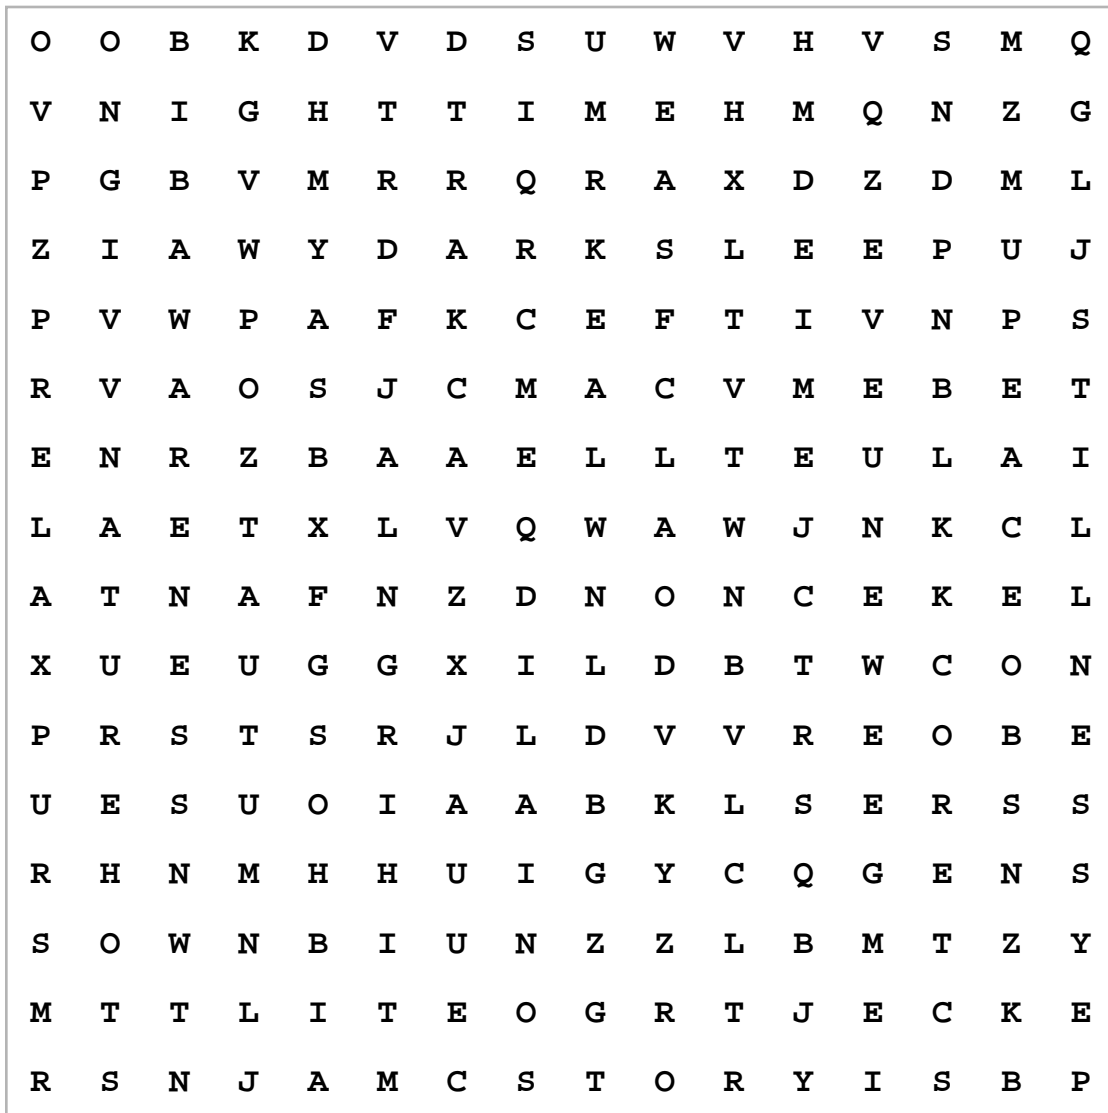 O O B K D V D S U W V H V S M Q
V N I G H T T I M E H M Q N Z G
P G B V M R R Q R A X D Z D M L
Z I A W Y D A R K S L E E P U J
P V W P A F K C E F T I V N P S
R V A O S J C M A C V M E B E T
E N R Z B A A E L L T E U L A I
L A E T X L V Q W A W J N K C L
A T N A F N Z D N O N C E K E L
X U E U G G X I L D B T W C O N
P R S T S R J L D V V R E O B E
U E S U O I A A B K L S E R S S
R H N M H H U I G Y C Q G E N S
S O W N B I U N Z Z L B M T Z Y
M T T L I T E O G R T J E C K E
R S N J A M C S T O R Y I S B P